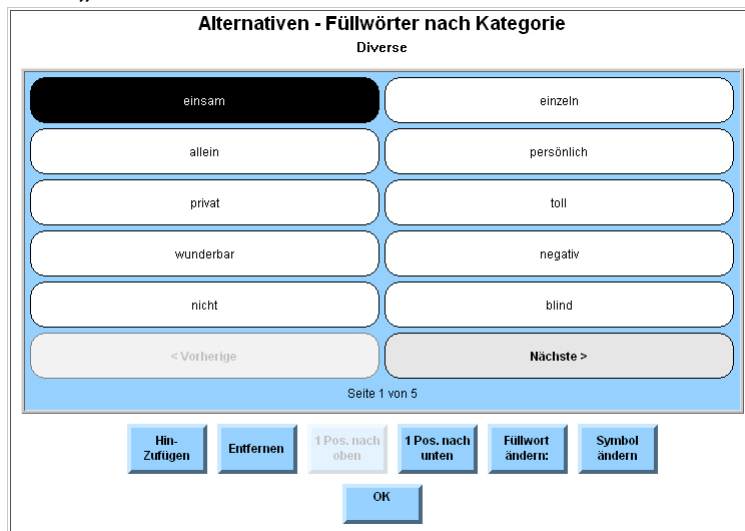 Alternativen - Füllwörter nach Kategorie
Diverse
einsam
einzeln
allein
persönlich
privat
toll
wunderbar
negativ
nicht
blind
< Vorherige
Nächste >
Seite 1 von 5
Hin-
Zufügen
Entfernen
1 Pos. nach
oben
1 Pos. nach
unten
Füllwort
ändern:
Symbol
ändern
OK